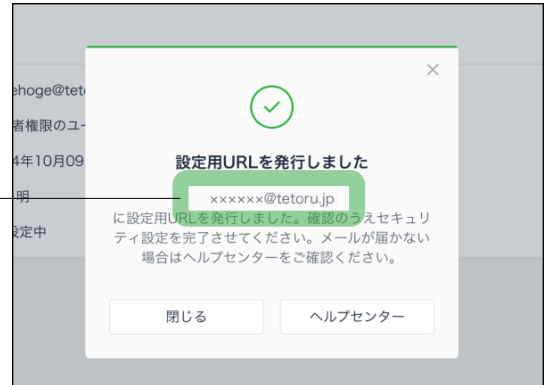 ehoge@tet
者権限のユー
4年10月09
明
設定中
×
設定用URLを発行しました
××××××@tetoru.jp
に設定用URLを発行しました。確認のうえセキュリ
ティ設定を完了させてください。メールが届かない
場合はヘルプセンターをご確認ください。
閉じる
ヘルプセンター